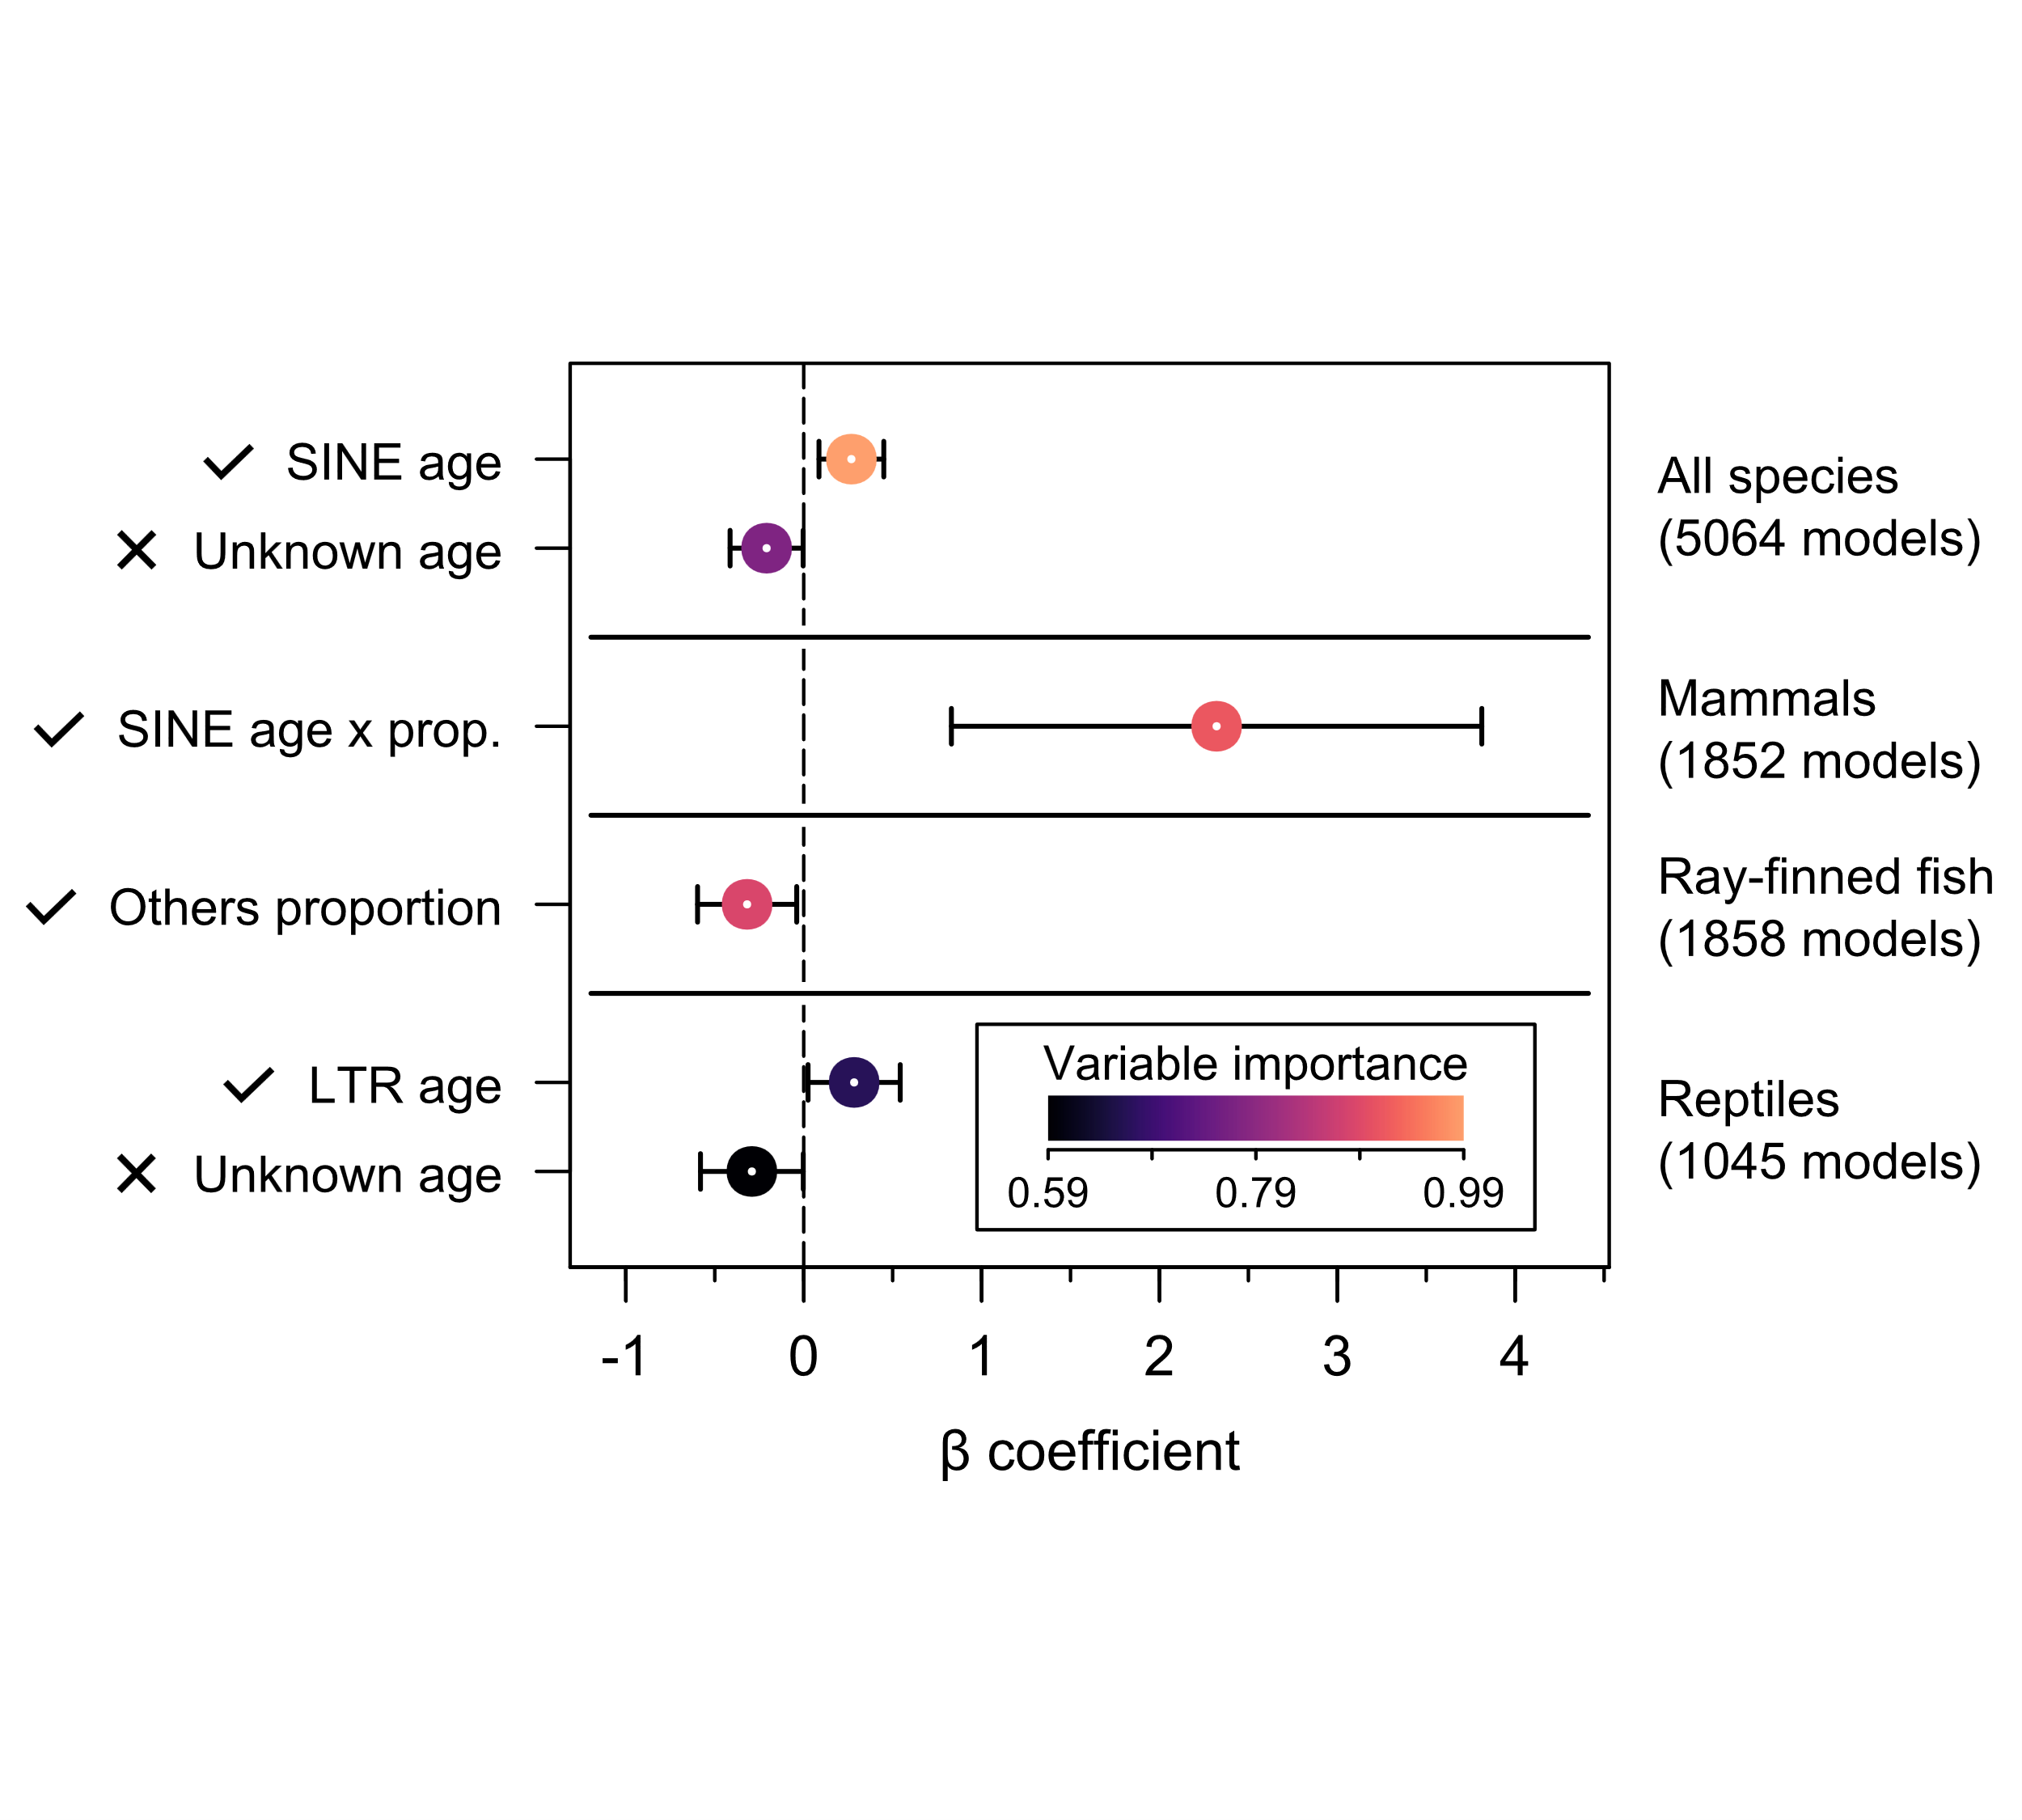 SINE age
Unknown age
All species
(5064 models)
SINE age x prop.
Mammals
(1852 models)
Others proportion
Ray-finned fish
(1858 models)
LTR age
Unknown age
Reptiles
(1045 models)
Variable importance
0.59 0.79 0.99
-1 0 1 2 3 4
β coefficient